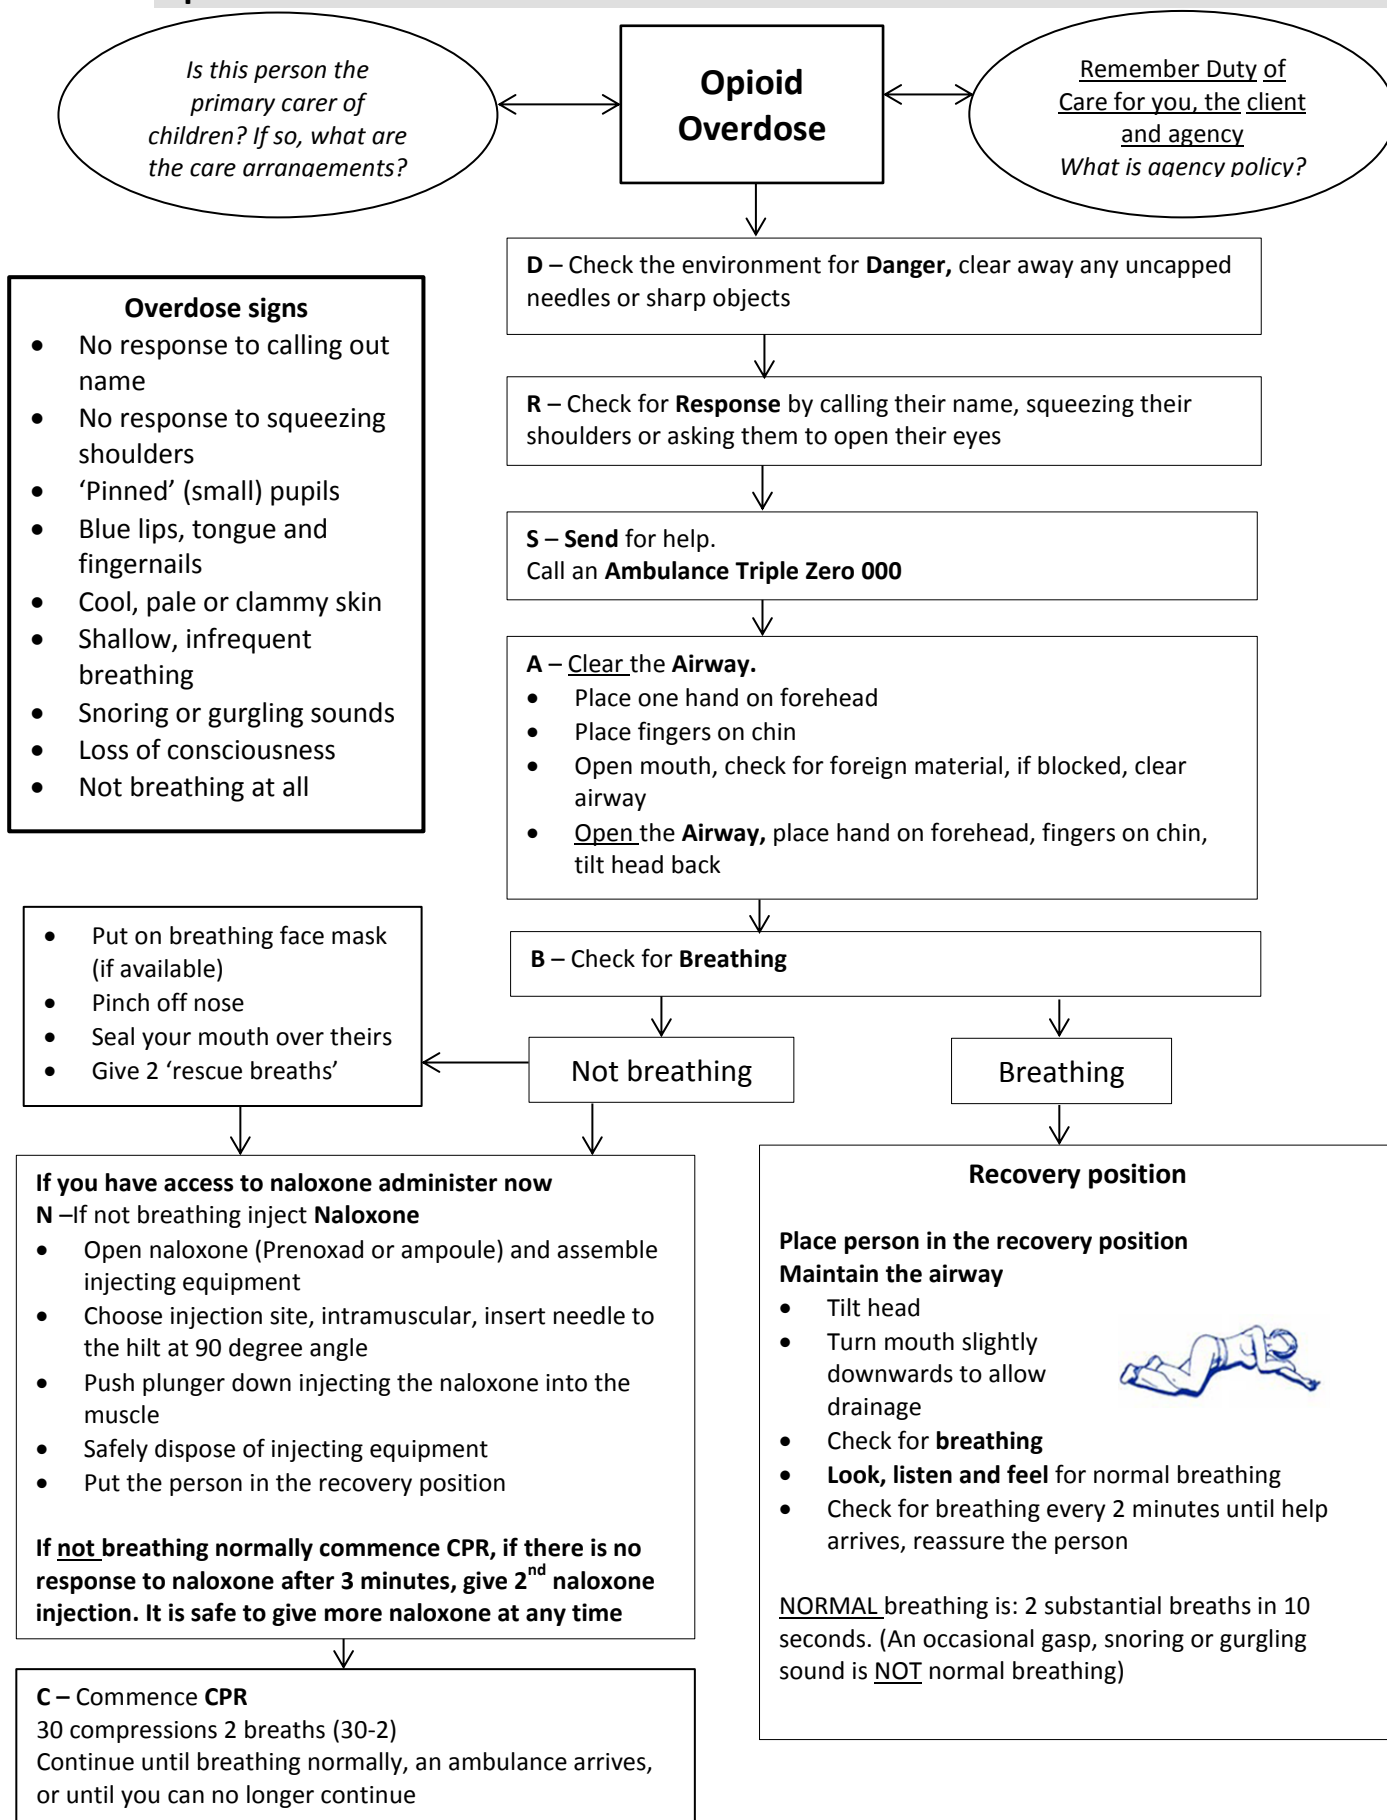 Is this person the
primary carer of
children? If so, what are
the care arrangements?
Opioid
Overdose
Remember Duty of
Care for you, the client
and agency
What is agency policy?
D – Check the environment for Danger, clear away any uncapped
needles or sharp objects
Overdose signs
• No response to calling out
name
• No response to squeezing
shoulders
• ‘Pinned’ (small) pupils
• Blue lips, tongue and
fingernails
• Cool, pale or clammy skin
• Shallow, infrequent
breathing
• Snoring or gurgling sounds
• Loss of consciousness
• Not breathing at all
R – Check for Response by calling their name, squeezing their
shoulders or asking them to open their eyes
S – Send for help.
Call an Ambulance Triple Zero 000
A – Clear the Airway.
• Place one hand on forehead
• Place fingers on chin
• Open mouth, check for foreign material, if blocked, clear
airway
• Open the Airway, place hand on forehead, fingers on chin,
tilt head back
B – Check for Breathing
• Put on breathing face mask
(if available)
• Pinch off nose
• Seal your mouth over theirs
• Give 2 ‘rescue breaths’
Not breathing
Breathing
If you have access to naloxone administer now
N –If not breathing inject Naloxone
• Open naloxone (Prenoxad or ampoule) and assemble
injecting equipment
• Choose injection site, intramuscular, insert needle to
the hilt at 90 degree angle
• Push plunger down injecting the naloxone into the
muscle
• Safely dispose of injecting equipment
• Put the person in the recovery position
If not breathing normally commence CPR, if there is no
response to naloxone after 3 minutes, give 2nd naloxone
injection. It is safe to give more naloxone at any time
Recovery position
Place person in the recovery position
Maintain the airway
• Tilt head
• Turn mouth slightly
downwards to allow
drainage
• Check for breathing
• Look, listen and feel for normal breathing
• Check for breathing every 2 minutes until help
arrives, reassure the person
NORMAL breathing is: 2 substantial breaths in 10
seconds. (An occasional gasp, snoring or gurgling
sound is NOT normal breathing)
C – Commence CPR
30 compressions 2 breaths (30-2)
Continue until breathing normally, an ambulance arrives,
or until you can no longer continue